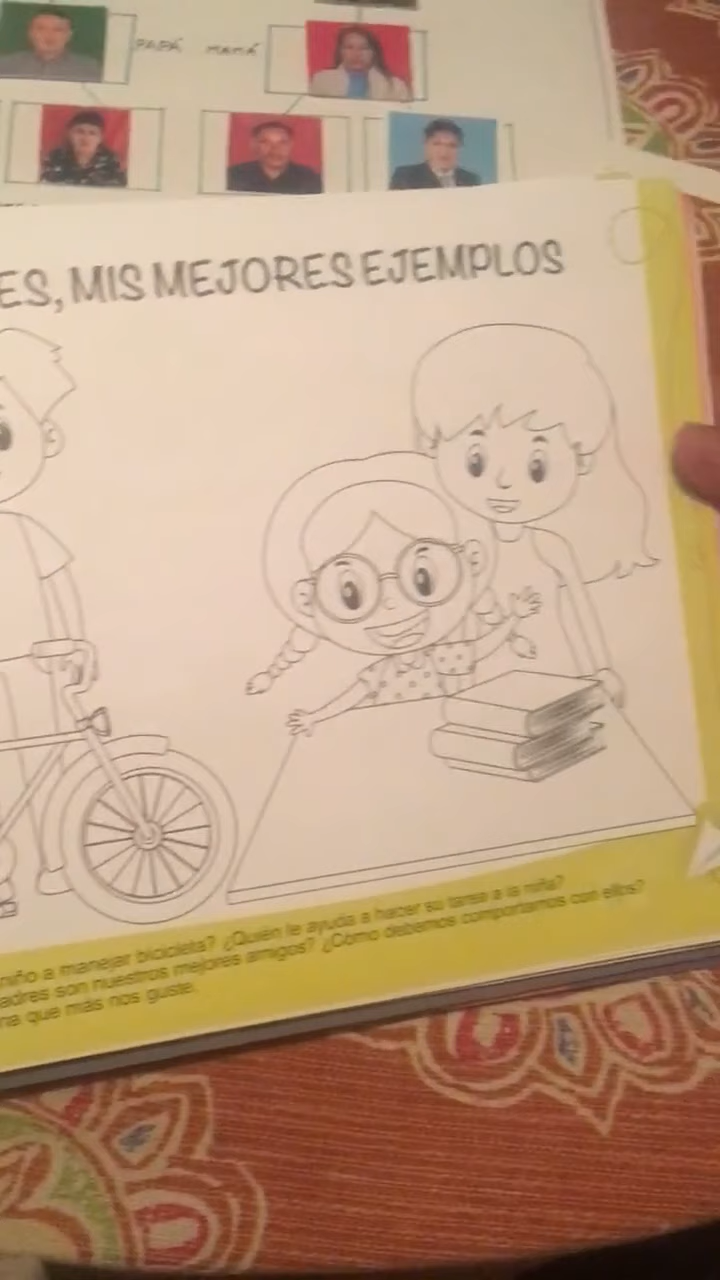 PAPÁ MAMÁ
ES, MIS MEJORES EJEMPLOS
niño a manejar bicicleta? ¿Quién le ayuda a hacer su tarea a la niña?
adres son nuestros mejores amigos? ¿Cómo debemos comportarnos con ellos?
na que más nos guste.